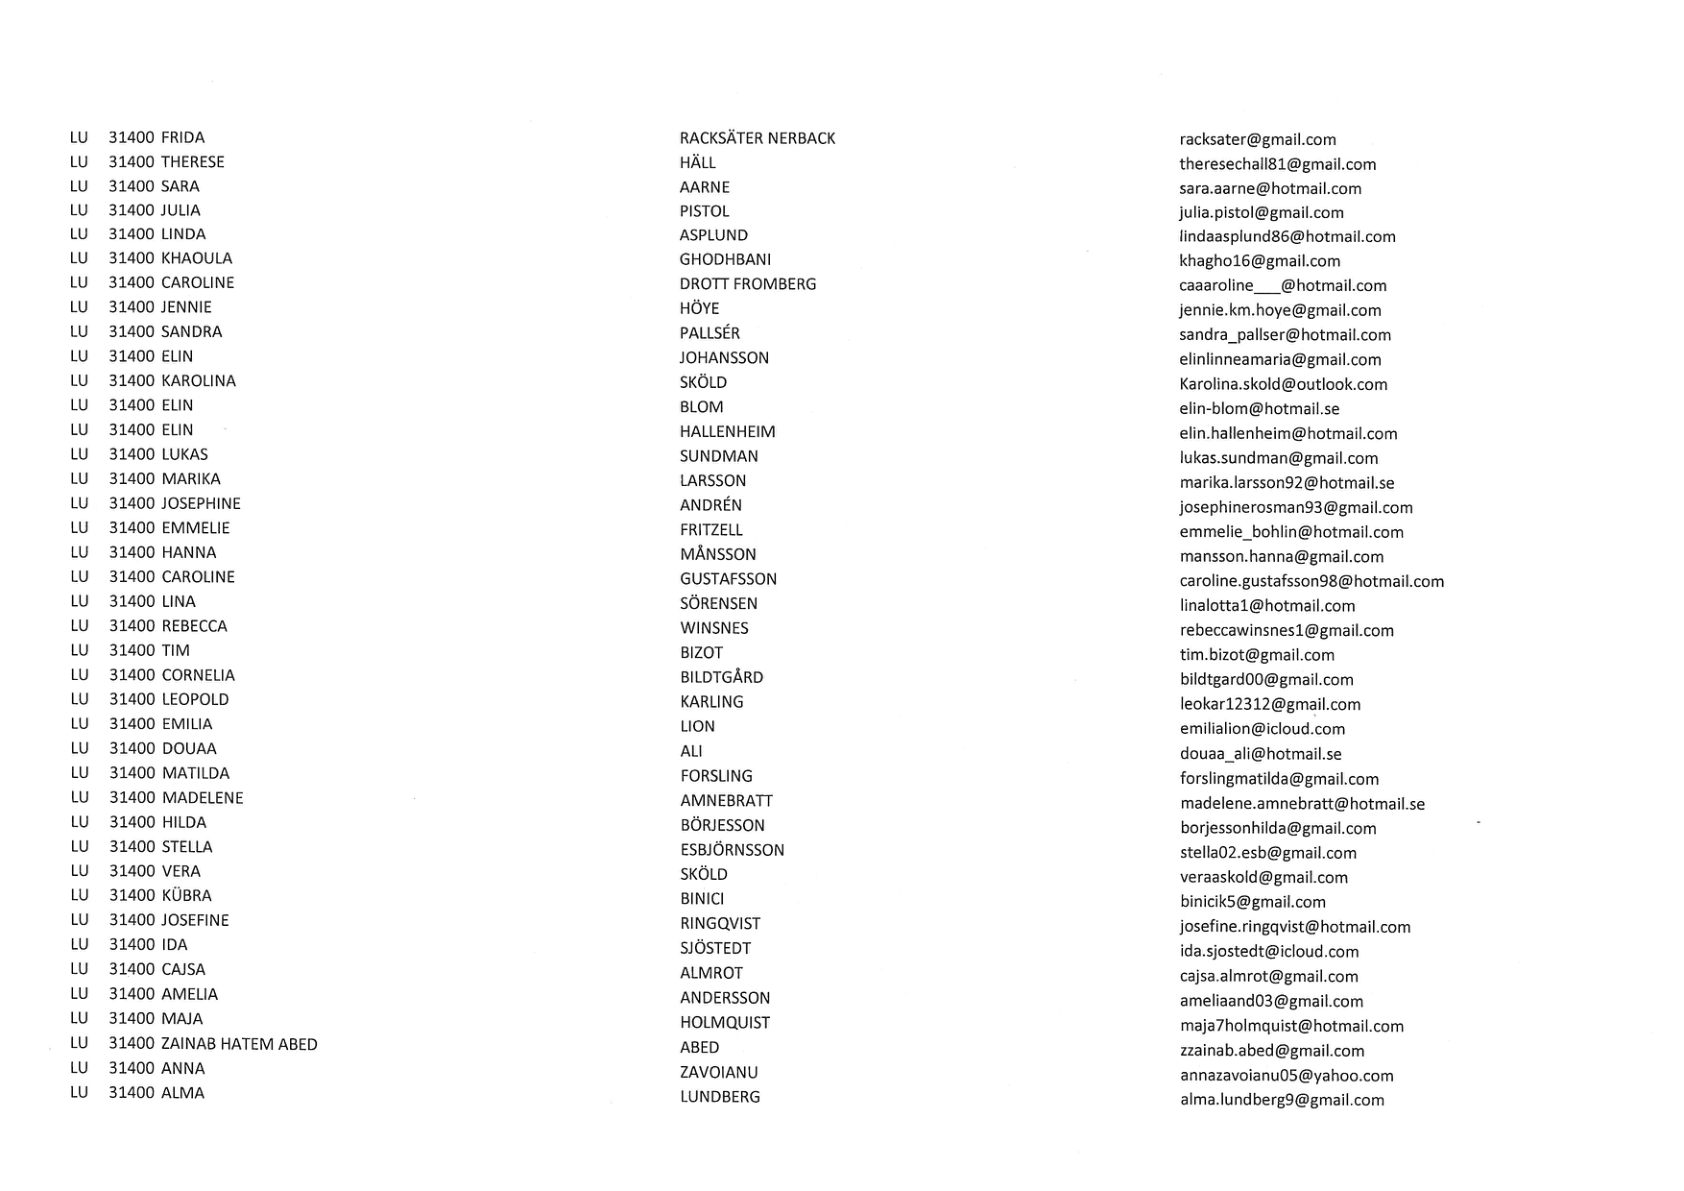 LU 31400 FRIDA RACKSÄTER NERBACK racksater@gmail.com
LU 31400 THERESE HÄLL theresechall81@gmail.com
LU 31400 SARA AARNE sara.aarne@hotmail.com
LU 31400 JULIA PISTOL julia.pistol@gmail.com
LU 31400 LINDA ASPLUND lindaasplund86@hotmail.com
LU 31400 KHAOULA GHODHBANI khagho16@gmail.com
LU 31400 CAROLINE DROTT FROMBERG caaaroline___@hotmail.com
LU 31400 JENNIE HÖYE jennie.km.hoye@gmail.com
LU 31400 SANDRA PALLSÉR sandra_pallser@hotmail.com
LU 31400 ELIN JOHANSSON elinlinneamaria@gmail.com
LU 31400 KAROLINA SKÖLD Karolina.skold@outlook.com
LU 31400 ELIN BLOM elin-blom@hotmail.se
LU 31400 ELIN HALLENHEIM elin.hallenheim@hotmail.com
LU 31400 LUKAS SUNDMAN lukas.sundman@gmail.com
LU 31400 MARIKA LARSSON marika.larsson92@hotmail.se
LU 31400 JOSEPHINE ANDRÉN josephinerosman93@gmail.com
LU 31400 EMMELIE FRITZELL emmelie_bohlin@hotmail.com
LU 31400 HANNA MÅNSSON mansson.hanna@gmail.com
LU 31400 CAROLINE GUSTAFSSON caroline.gustafsson98@hotmail.com
LU 31400 LINA SÖRENSEN linalotta1@hotmail.com
LU 31400 REBECCA WINSNES rebeccawinsnes1@gmail.com
LU 31400 TIM BIZOT tim.bizot@gmail.com
LU 31400 CORNELIA BILDTGÅRD bildtgard00@gmail.com
LU 31400 LEOPOLD KARLING leokar12312@gmail.com
LU 31400 EMILIA LION emilialion@icloud.com
LU 31400 DOUAA ALI douaa_ali@hotmail.se
LU 31400 MATILDA FORSLING forslingmatilda@gmail.com
LU 31400 MADELENE AMNEBRATT madelene.amnebratt@hotmail.se
LU 31400 HILDA BÖRJESSON borjessonhilda@gmail.com
LU 31400 STELLA ESBJÖRNSSON stella02.esb@gmail.com
LU 31400 VERA SKÖLD veraaskold@gmail.com
LU 31400 KÜBRA BINICI binicik5@gmail.com
LU 31400 JOSEFINE RINGQVIST josefine.ringqvist@hotmail.com
LU 31400 IDA SJÖSTEDT ida.sjostedt@icloud.com
LU 31400 CAJSA ALMROT cajsa.almrot@gmail.com
LU 31400 AMELIA ANDERSSON ameliaand03@gmail.com
LU 31400 MAJA HOLMQUIST maja7holmquist@hotmail.com
LU 31400 ZAINAB HATEM ABED ABED zzainab.abed@gmail.com
LU 31400 ANNA ZAVOIANU annazavoianu05@yahoo.com
LU 31400 ALMA LUNDBERG alma.lundberg9@gmail.com